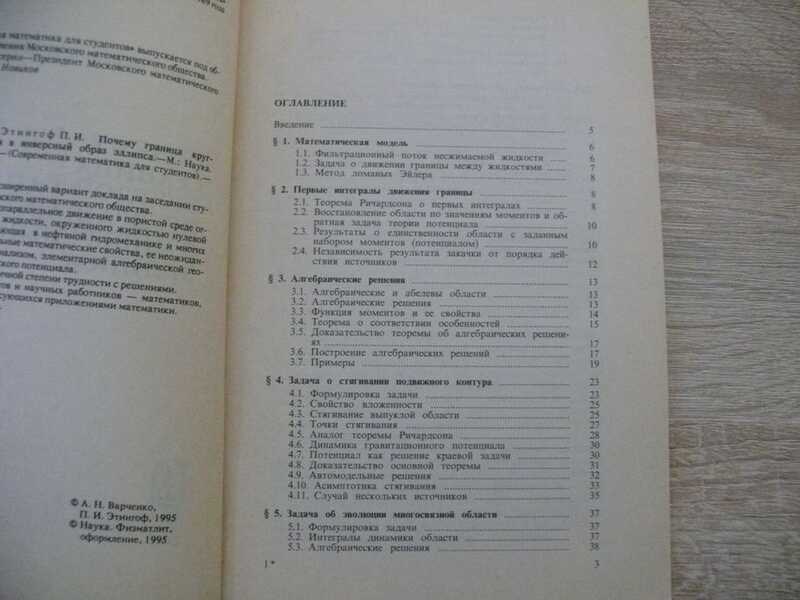 1969 год
математика для студентов» выпускается под об-
Московского математического общества.
серии—Президент Московского математического
Новиков
Этингоф П. И. Почему граница круг-
в инверсный образ эллипса.—М.: Наука.
—(Современная математика для студентов).—
вариант доклада на заседании сту-
математического общества.
движение в пористой среде ог-
жидкости, окруженного жидкостью нулевой
в нефтяной гидромеханике и многих
математические свойства, ее неожидан-
элементарной алгебраической гео-
потенциала.
степени трудности с решениями.
и научных работников — математиков,
приложениями математики.
© А. Н. Варченко,
П. И. Этингоф, 1995
© Наука. Физматлит,
оформление, 1995
ОГЛАВЛЕНИЕ
Введение 5
§ 1. Математическая модель 6
1.1. Фильтрационный поток несжимаемой жидкости 6
1.2. Задача о движении границы между жидкостями 7
1.3. Метод ломаных Эйлера 8
§ 2. Первые интегралы движения границы 8
2.1. Теорема Ричардсона о первых интегралах 8
2.2. Восстановление области по значениям моментов и об-
ратная задача теории потенциала 10
2.3. Результаты о единственности области с заданным
набором моментов (потенциалом) 10
2.4. Независимость результата закачки от порядка дей-
ствия источников 12
§ 3. Алгебраические решения 13
3.1. Алгебраические и абелевы области 13
3.2. Алгебраические решения 13
3.3. Функция моментов и ее свойства 14
3.4. Теорема о соответствии особенностей 15
3.5. Доказательство теоремы об алгебраических решени-
ях 17
3.6. Построение алгебраических решений 17
3.7. Примеры 19
§ 4. Задача о стягивании подвижного контура 23
4.1. Формулировка задачи 23
4.2. Свойство вложенности 25
4.3. Стягивание выпуклой области 25
4.4. Точки стягивания 27
4.5. Аналог теоремы Ричардсона 28
4.6. Динамика гравитационного потенциала 30
4.7. Потенциал как решение краевой задачи 30
4.8. Доказательство основной теоремы 31
4.9. Автомодельные решения 32
4.10. Асимптотика стягивания 33
4.11. Случай нескольких источников 35
§ 5. Задача об эволюции многосвязной области 37
5.1. Формулировка задачи 37
5.2. Интегралы динамики области 37
5.3. Алгебраические решения 38
1* 3